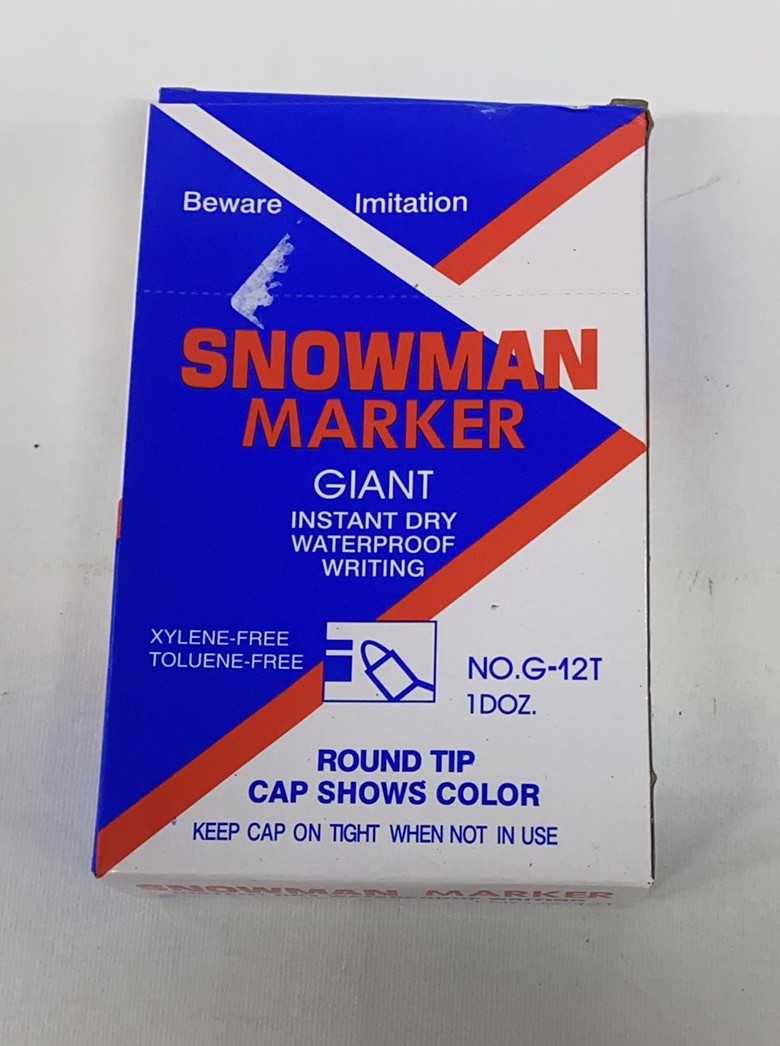 Beware Imitation
SNOWMAN
MARKER
GIANT
INSTANT DRY
WATERPROOF
WRITING
XYLENE-FREE
TOLUENE-FREE
NO.G-12T
1DOZ.
ROUND TIP
CAP SHOWS COLOR
KEEP CAP ON TIGHT WHEN NOT IN USE
SNOWMAN MARKER